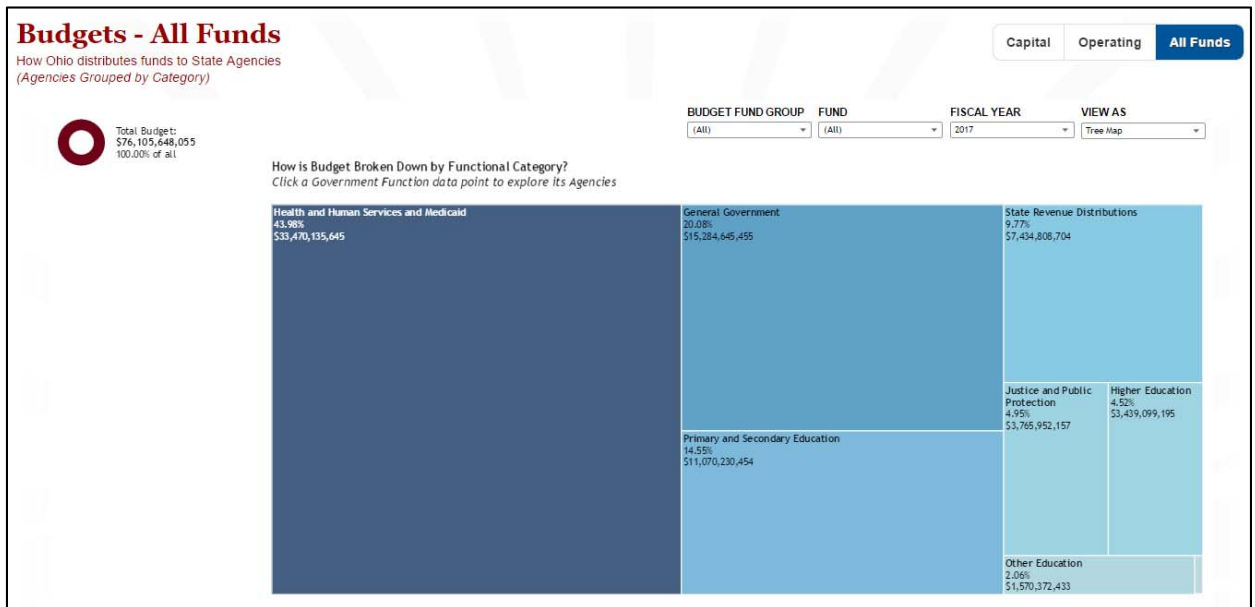 Budgets - All Funds
How Ohio distributes funds to State Agencies
(Agencies Grouped by Category)
Capital
Operating
All Funds
Total Budget:
$76,105,648,055
100.00% of all
BUDGET FUND GROUP
(All)
FUND
(All)
FISCAL YEAR
2017
VIEW AS
Tree Map
How is Budget Broken Down by Functional Category?
Click a Government Function data point to explore its Agencies
Health and Human Services and Medicaid
43.98%
$33,470,135,645
General Government
20.08%
$15,284,645,455
Primary and Secondary Education
14.55%
$11,070,230,454
State Revenue Distributions
9.77%
$7,434,808,704
Justice and Public
Protection
4.95%
$3,765,952,157
Higher Education
4.52%
$3,439,099,195
Other Education
2.06%
$1,570,372,433